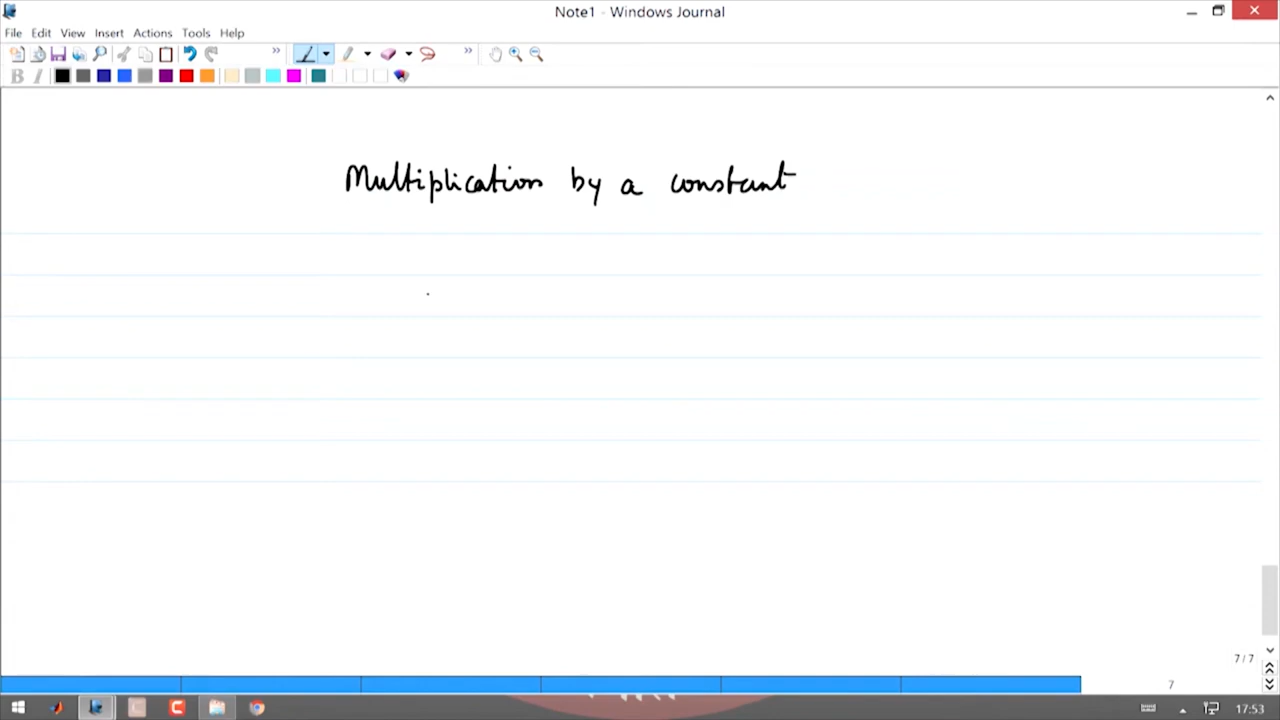 Note1 - Windows Journal
File Edit View Insert Actions Tools Help
B I
Multiplication by a constant
7 / 7
7
17:53